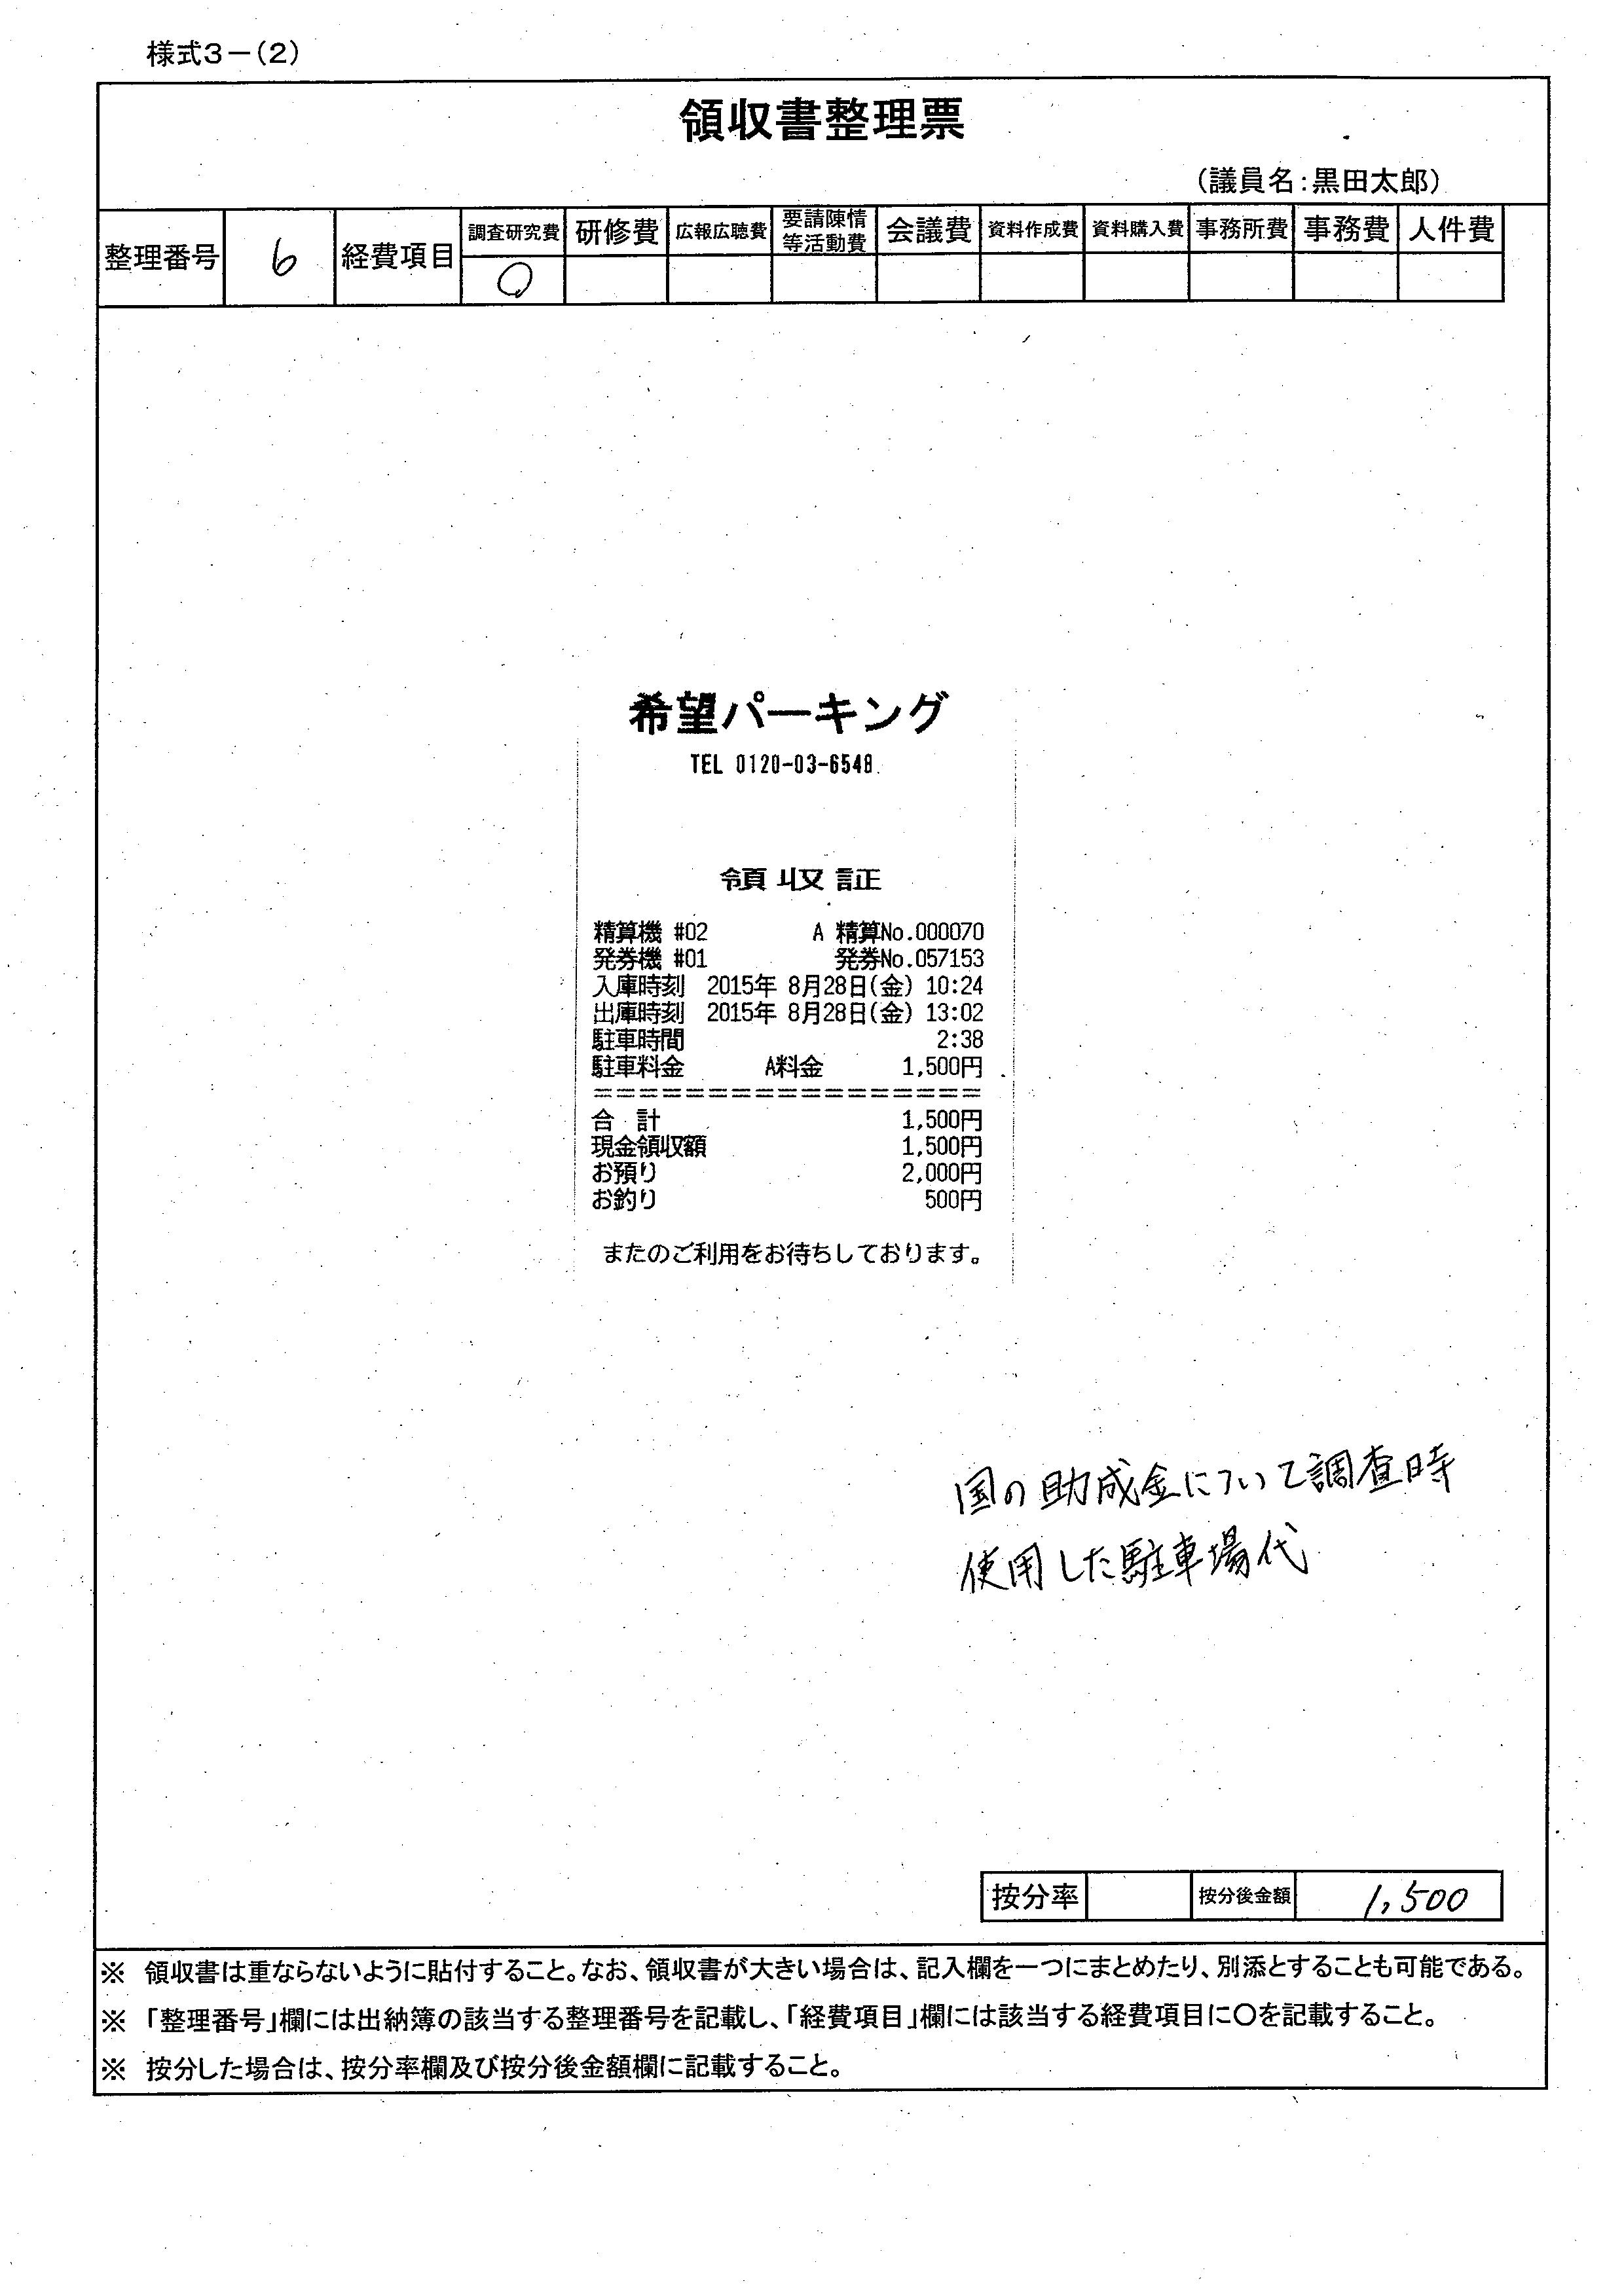 様式3－(2)
領収書整理票
(議員名:黒田太郎)
整理番号 6 経費項目 調査研究費 研修費 広報広聴費 要請陳情等活動費 会議費 資料作成費 資料購入費 事務所費 事務費 人件費
○
希望パーキング
TEL 0120-03-6548
領収証
精算機 #02 A 精算No.000070
発券機 #01 発券No.057153
入庫時刻 2015年 8月28日(金) 10:24
出庫時刻 2015年 8月28日(金) 13:02
駐車時間 2:38
駐車料金 A料金 1,500円
=================
合 計 1,500円
現金領収額 1,500円
お預り 2,000円
お釣り 500円
またのご利用をお待ちしております。
国の助成金について調査時
使用した駐車場代
按分率 按分後金額 1,500
※ 領収書は重ならないように貼付すること。なお、領収書が大きい場合は、記入欄を一つにまとめたり、別添とすることも可能である。
※ 「整理番号」欄には出納簿の該当する整理番号を記載し、「経費項目」欄には該当する経費項目に○を記載すること。
※ 按分した場合は、按分率欄及び按分後金額欄に記載すること。